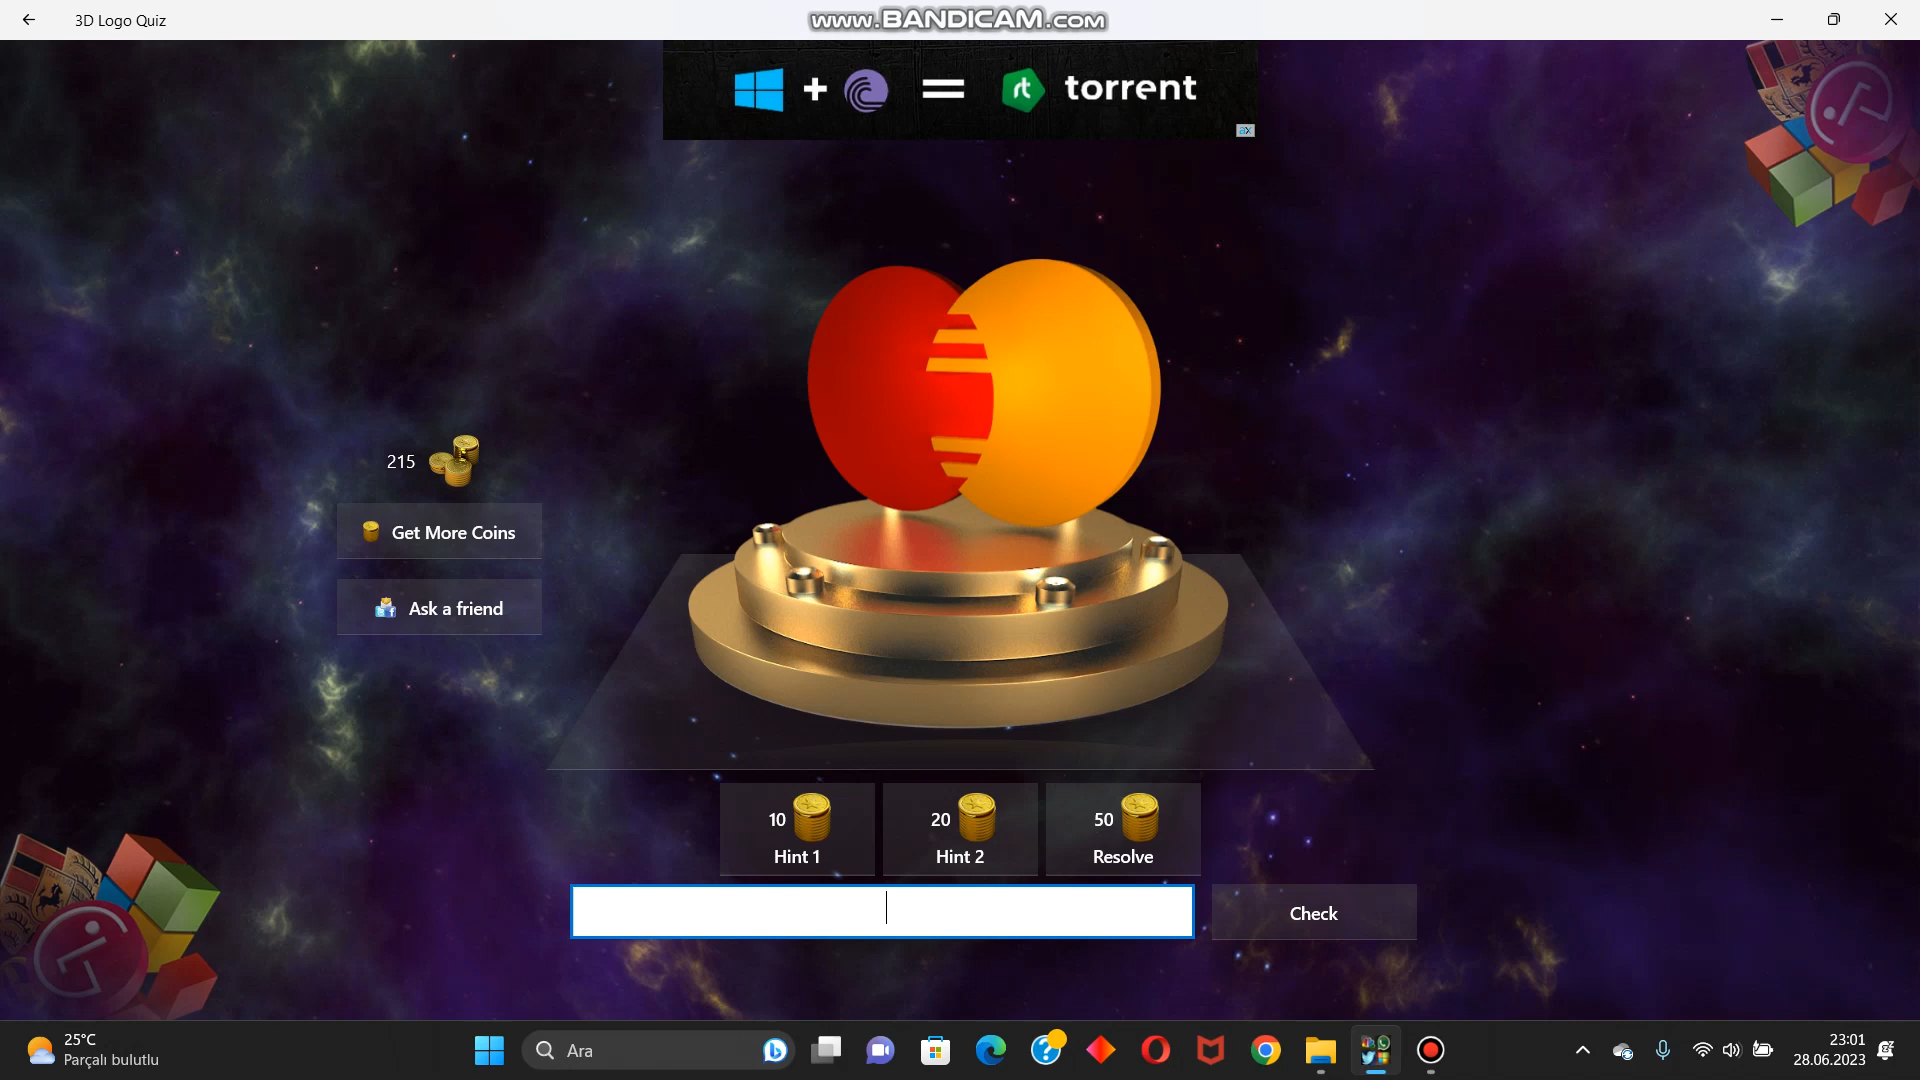 3D Logo Quiz
www.BANDICAM.com
+ = rt torrent
215
Get More Coins
Ask a friend
10
Hint 1
20
Hint 2
50
Resolve
Check
25°C
Parçalı bulutlu
Ara
23:01
28.06.2023